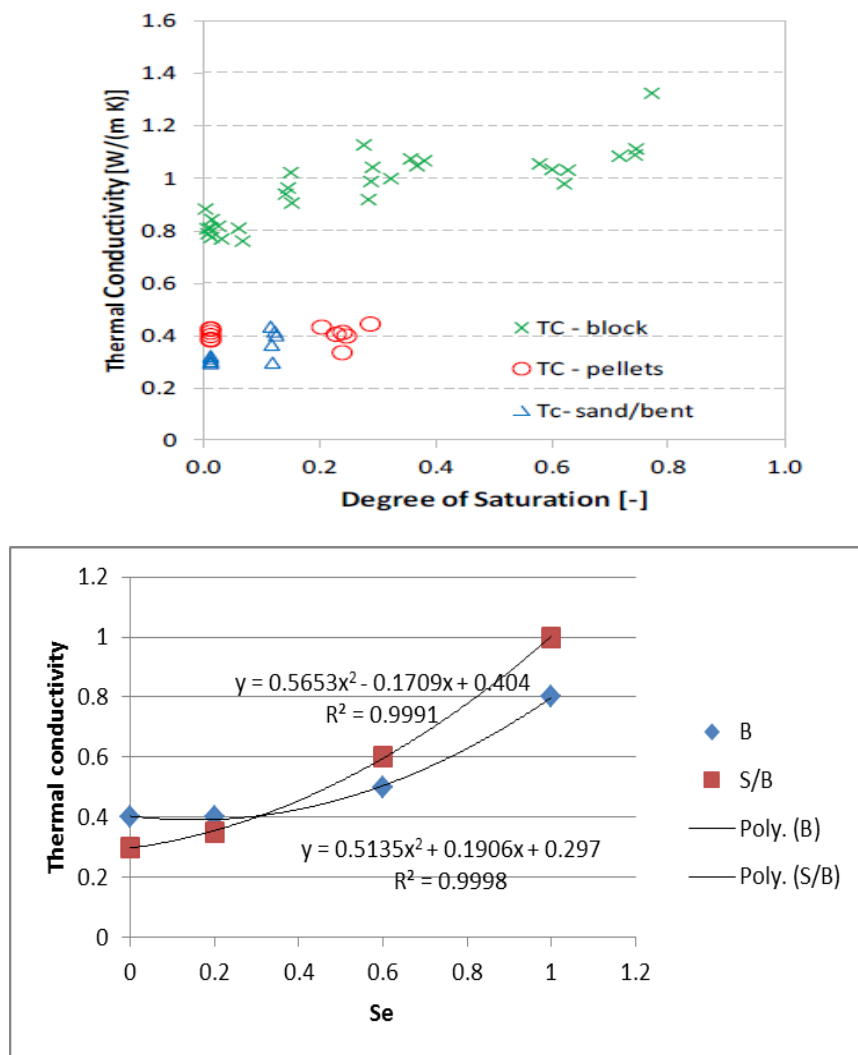 1.6
1.4
1.2
1
0.8
0.6
0.4
0.2
0
Thermal Conductivity [W/(m K)]
TC - block
TC - pellets
Tc- sand/bent
0.0 0.2 0.4 0.6 0.8 1.0
Degree of Saturation [-]
1.2
1
0.8
0.6
0.4
0.2
0
Thermal conductivity
y = 0.5653x² - 0.1709x + 0.404
R² = 0.9991
y = 0.5135x² + 0.1906x + 0.297
R² = 0.9998
B
S/B
Poly. (B)
Poly. (S/B)
0 0.2 0.4 0.6 0.8 1 1.2
Se